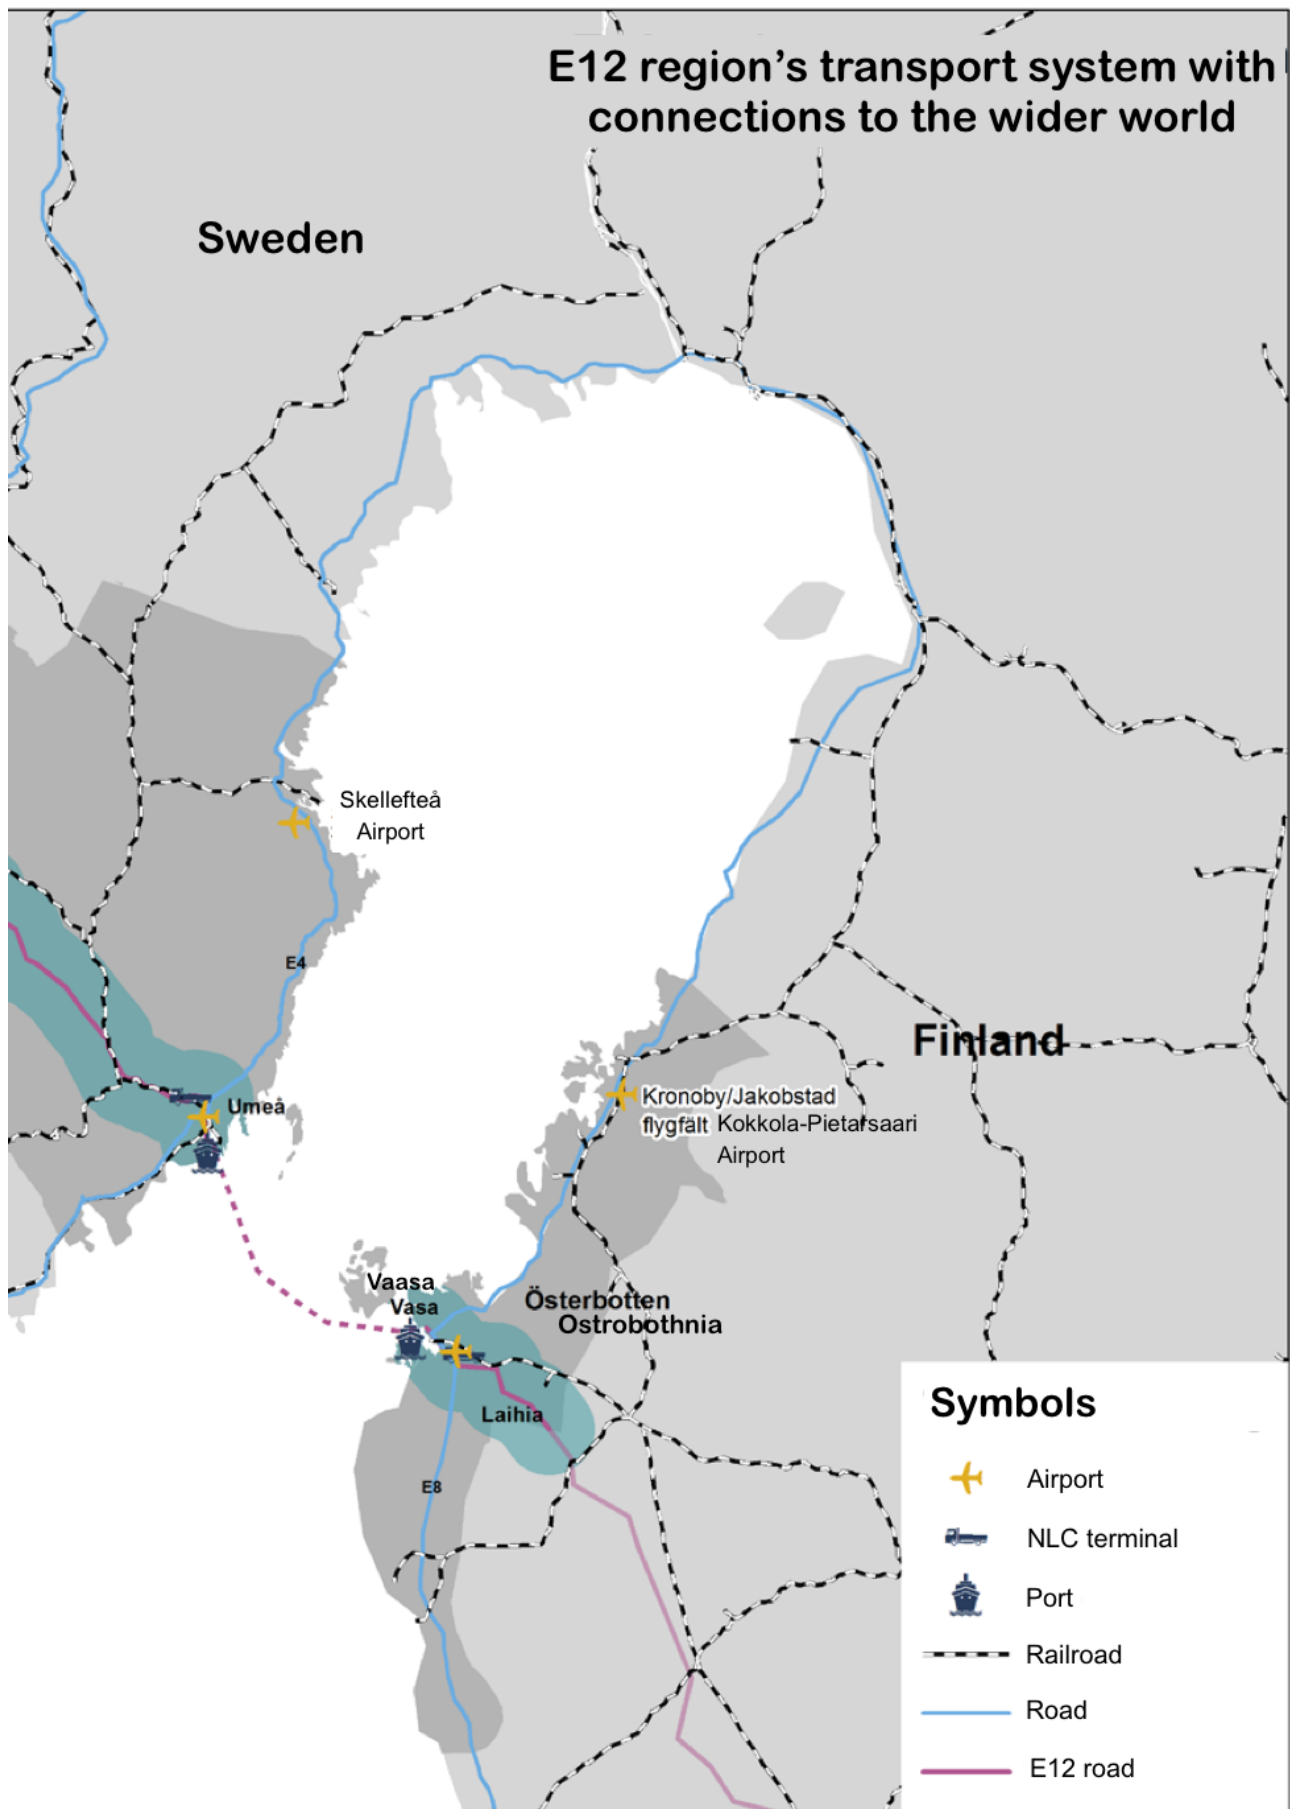 E12 region's transport system with
connections to the wider world
Sweden
Skellefteå
Airport
E4
Finland
Kronoby/Jakobstad
flygfält Kokkola-Pietarsaari
Airport
Umeå
Vaasa
Vasa
Österbotten
Ostrobothnia
Laihia
E8
Symbols
Airport
NLC terminal
Port
Railroad
Road
E12 road